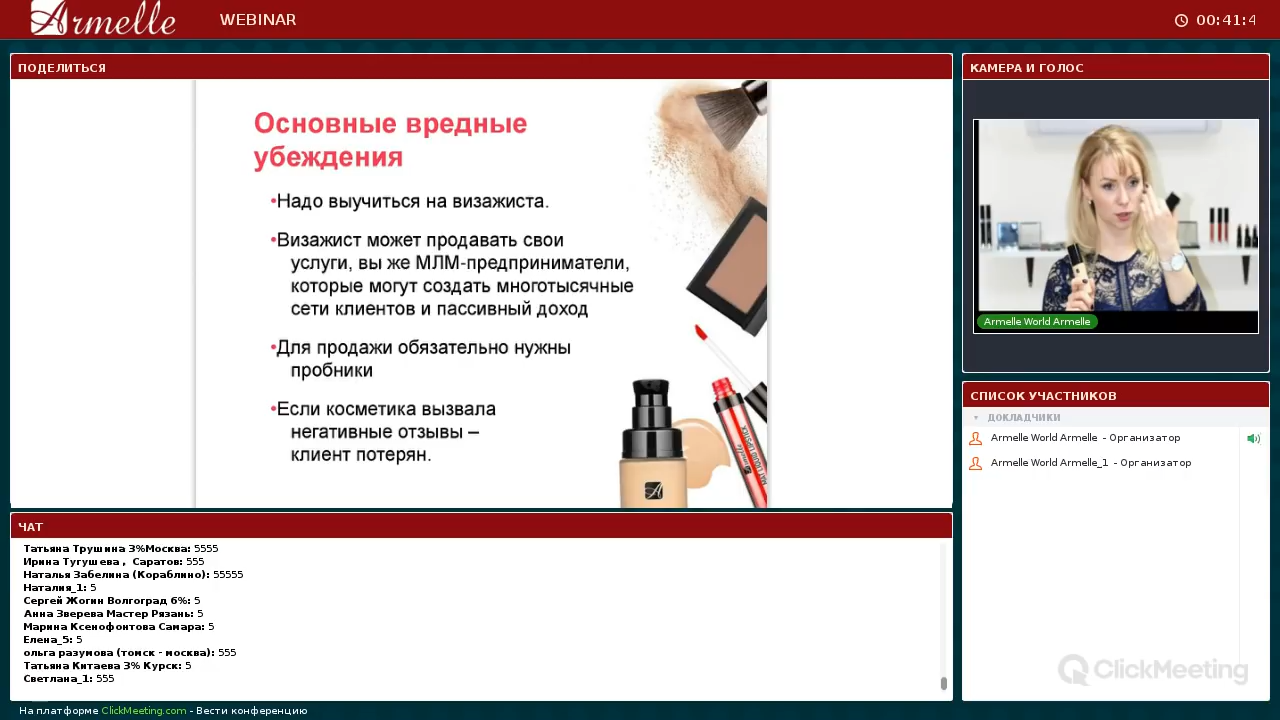 Armelle
WEBINAR
00:41:4
ПОДЕЛИТЬСЯ
Основные вредные
убеждения
•Надо выучиться на визажиста.
•Визажист может продавать свои
услуги, вы же МЛМ-предприниматели,
которые могут создать многотысячные
сети клиентов и пассивный доход
•Для продажи обязательно нужны
пробники
•Если косметика вызвала
негативные отзывы –
клиент потерян.
КАМЕРА И ГОЛОС
Armelle World Armelle
СПИСОК УЧАСТНИКОВ
ДОКЛАДЧИКИ
Armelle World Armelle - Организатор
Armelle World Armelle_1 - Организатор
ClickMeeting
ЧАТ
Татьяна Трушина 3%Москва: 5555
Ирина Тугушева , Саратов: 555
Наталья Забелина (Кораблино): 55555
Наталия_1: 5
Сергей Жогин Волгоград 6%: 5
Анна Зверева Мастер Рязань: 5
Марина Ксенофонтова Самара: 5
Елена_5: 5
ольга разумова (томск - москва): 555
Татьяна Китаева 3% Курск: 5
Светлана_1: 555
На платформе ClickMeeting.com - Вести конференцию